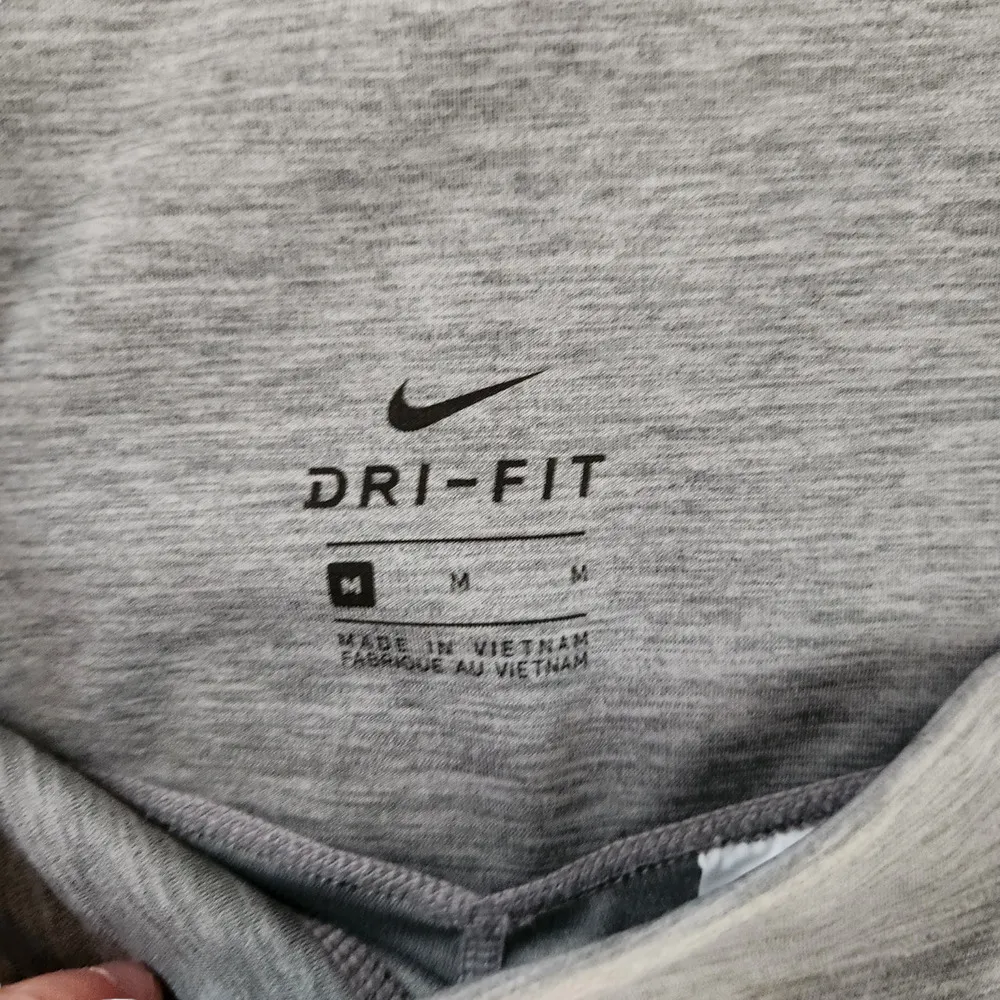 DRI-FIT
M M M
MADE IN VIETNAM
FABRIQUE AU VIETNAM